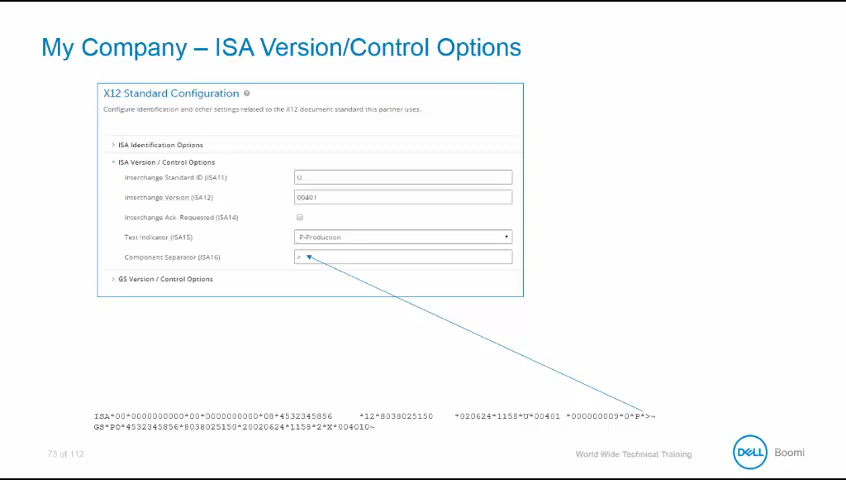 My Company – ISA Version/Control Options
X12 Standard Configuration
Configure identification and other settings related to the X12 document standard this partner uses.
ISA Identification Options
ISA Version / Control Options
Interchange Standard ID (ISA11) U
Interchange Version (ISA12) 00401
Interchange Ack. Requested (ISA14)
Test Indicator (ISA15) P-Production
Component Separator (ISA16) >
GS Version / Control Options
ISA*00*0000000000*00*0000000000*08*4532345856 *12*8038025150 *020624*1158*U*00401 *000000009*0*P*>~
GS*PO*4532345856*8038025150*20020624*1158*2*X*004010~
73 of 112
World Wide Technical Training
DELL
Boomi